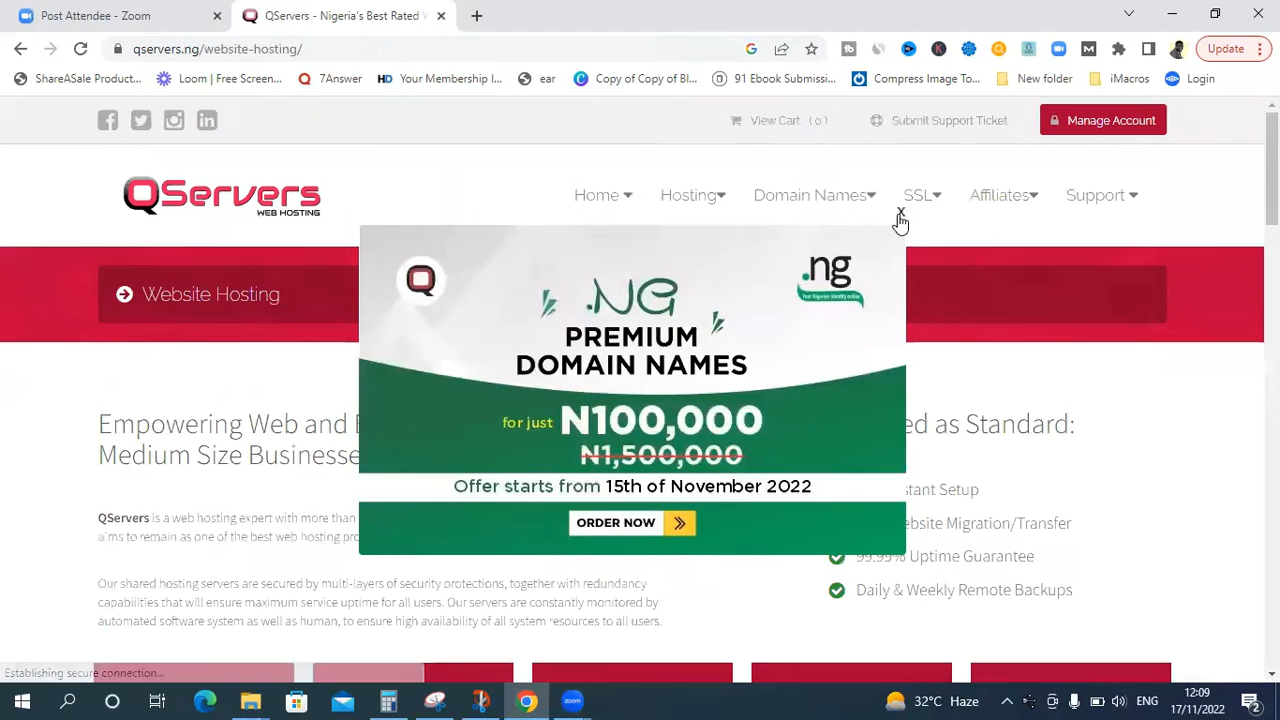 Post Attendee - Zoom
QServers - Nigeria's Best Rated W
qservers.ng/website-hosting/
Update
ShareASale Product...
Loom | Free Screen...
7Answer
HD Your Membership I...
ear
Copy of Copy of Bl...
91 Ebook Submissi...
Compress Image To...
New folder
iMacros
Login
View Cart ( 0 )
Submit Support Ticket
Manage Account
QServers
WEB HOSTING
Home
Hosting
Domain Names
SSL
Affiliates
Support
x
Website Hosting
.ng
Your Nigerian identity online
.NG
PREMIUM
DOMAIN NAMES
for just N100,000
N1,500,000
Offer starts from 15th of November 2022
ORDER NOW
Empowering Web and
Medium Size Businesse
ed as Standard:
QServers is a web hosting expert with more than
aims to remain as one of the best web hosting pro
Our shared hosting servers are secured by multi-layers of security protections, together with redundancy
capabilities that will ensure maximum service uptime for all users. Our servers are constantly monitored by
automated software system as well as human, to ensure high availability of all system resources to all users.
stant Setup
ebsite Migration/Transfer
99.99% Uptime Guarantee
Daily & Weekly Remote Backups
Establishing secure connection...
zoom
32°C Haze
ENG
12:09
17/11/2022
2